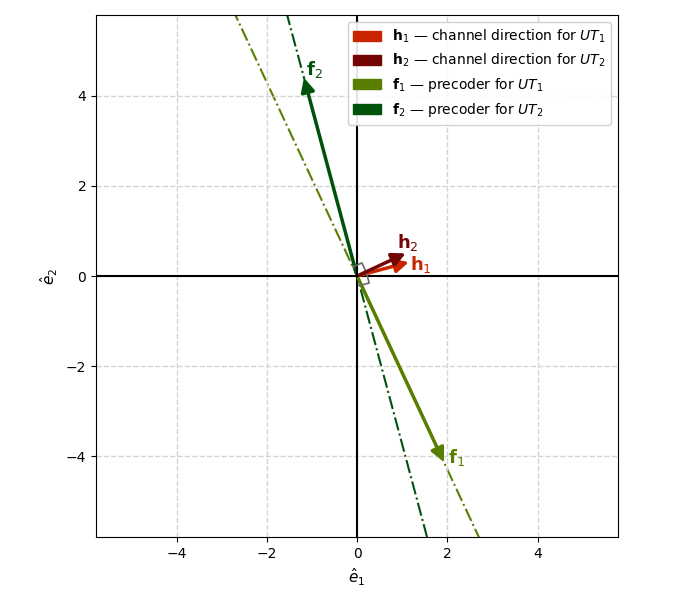 h₁ — channel direction for UT₁
h₂ — channel direction for UT₂
f₁ — precoder for UT₁
f₂ — precoder for UT₂
f₂
h₂
h₁
f₁
4
2
0
−2
−4
−4 −2 0 2 4
ê₂
ê₁